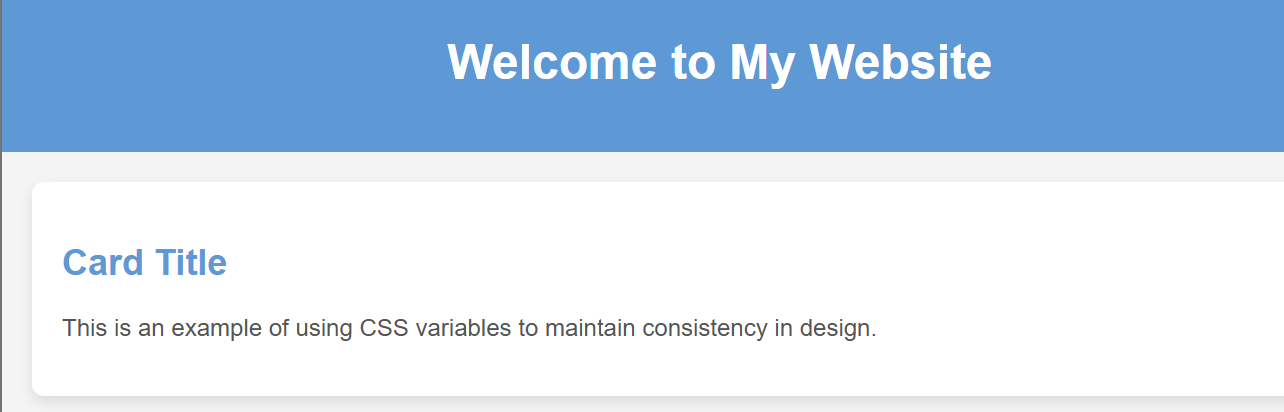 Welcome to My Website
Card Title
This is an example of using CSS variables to maintain consistency in design.